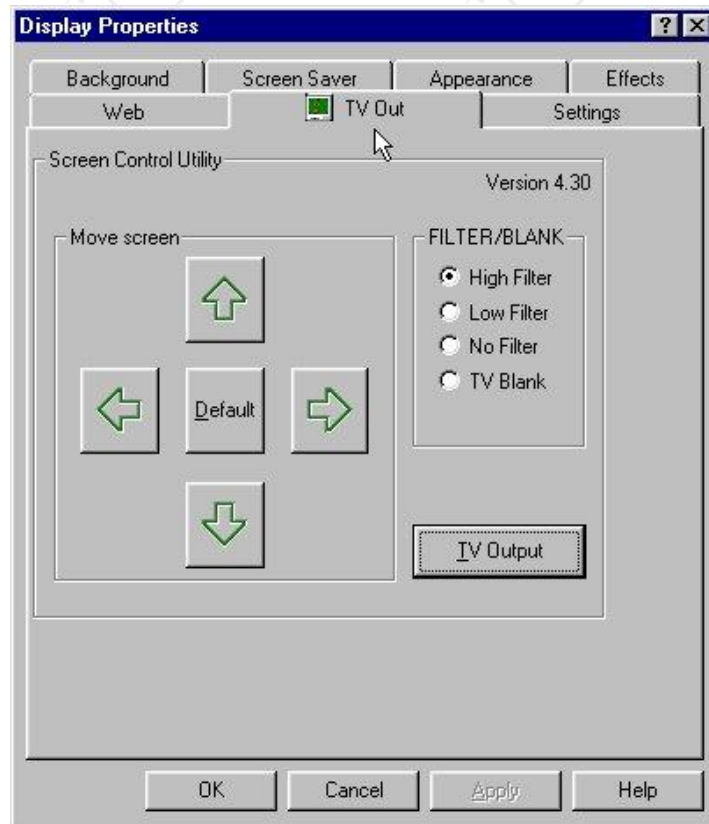 Display Properties
Background Screen Saver Appearance Effects
Web TV Out Settings
Screen Control Utility
Version 4.30
Move screen
FILTER/BLANK
High Filter
Low Filter
No Filter
TV Blank
Default
TV Output
OK Cancel Apply Help